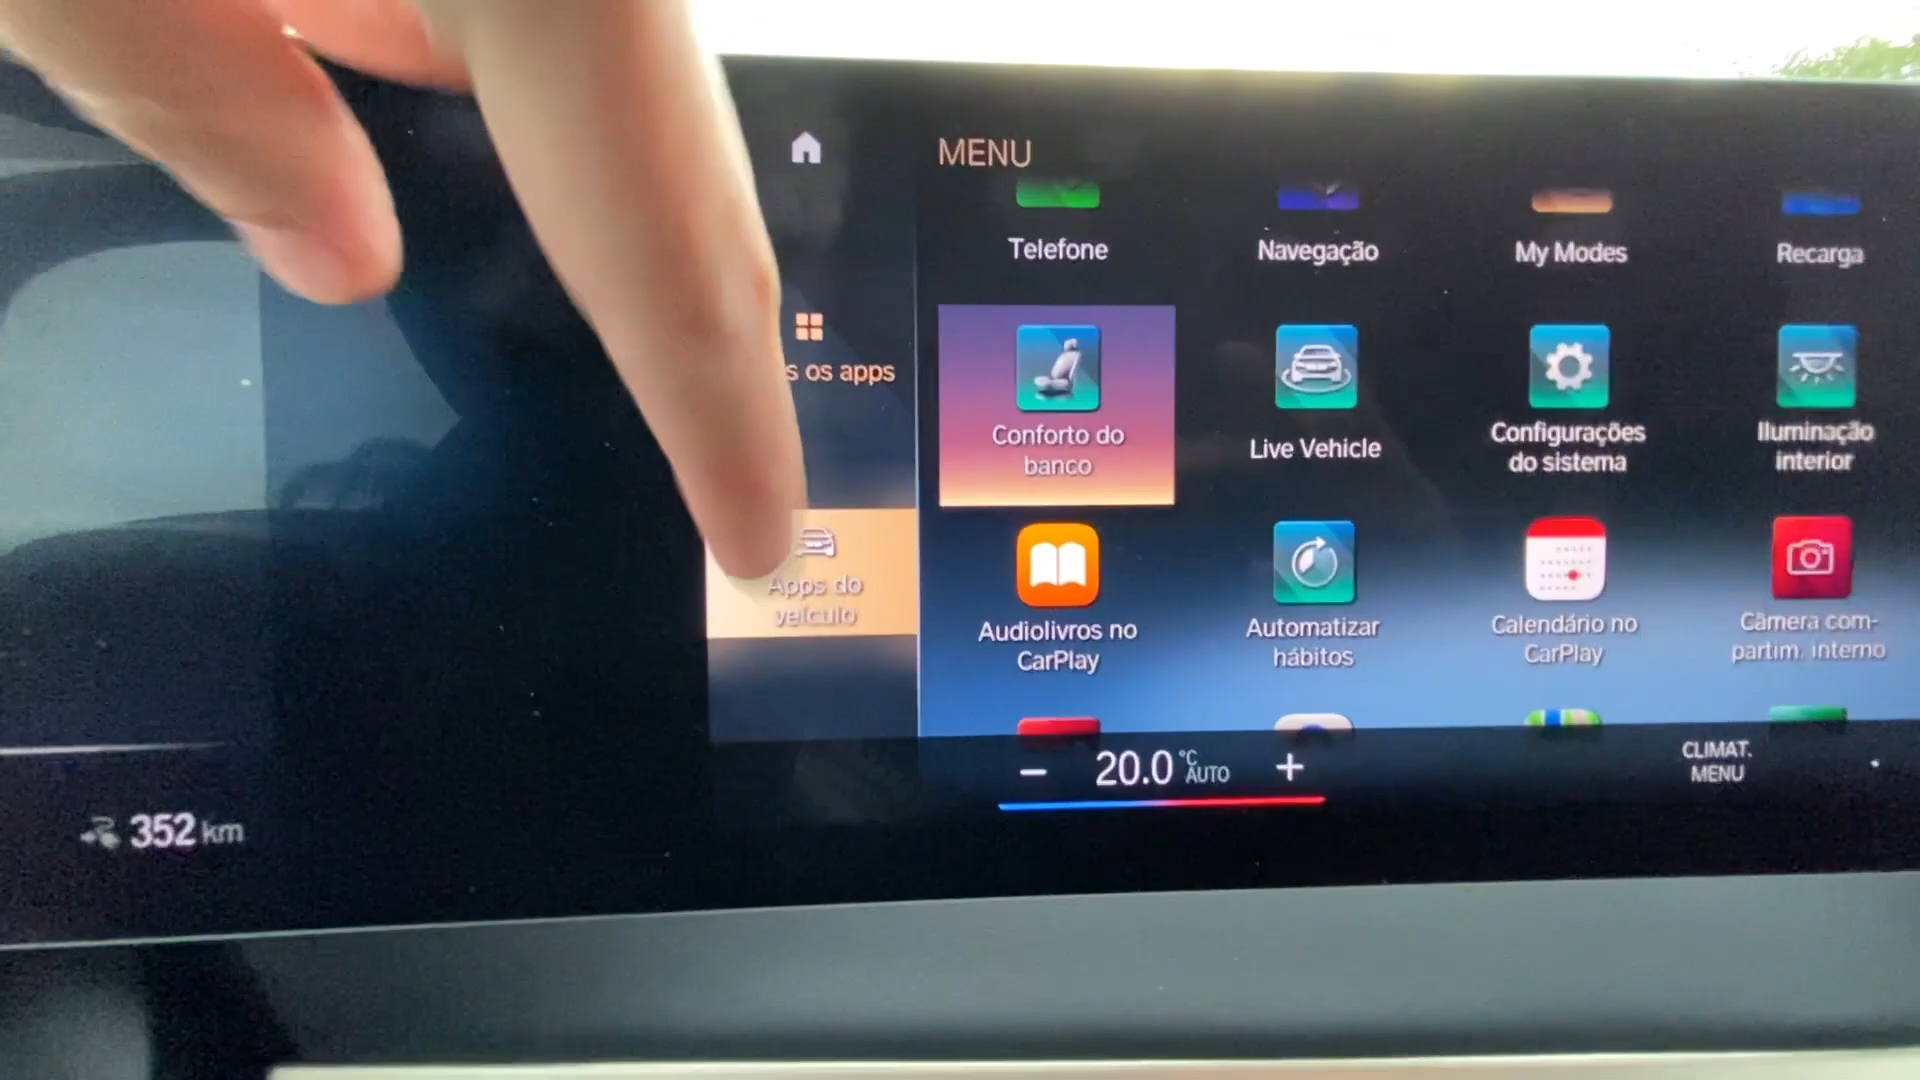 MENU
Telefone
Navegação
My Modes
Recarga
s os apps
Conforto do
banco
Live Vehicle
Configurações
do sistema
Iluminação
interior
Apps do
veículo
Audiolivros no
CarPlay
Automatizar
hábitos
Calendário no
CarPlay
Câmera com-
partim. interno
− 20.0 °C AUTO +
CLIMAT.
MENU
352 km